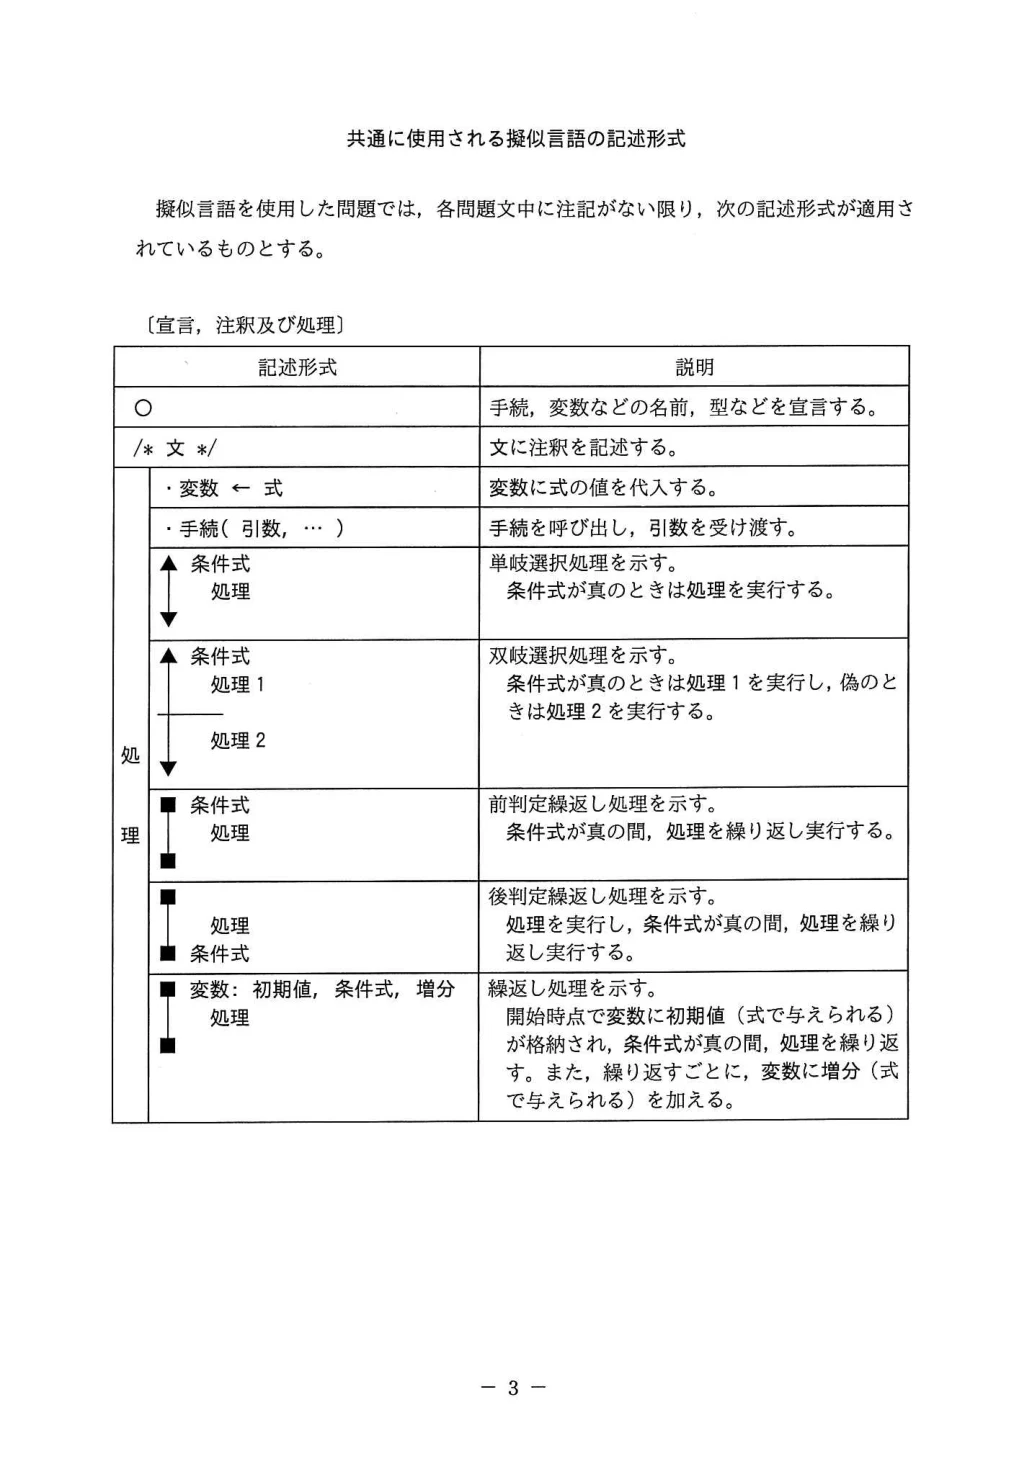 共通に使用される擬似言語の記述形式
擬似言語を使用した問題では，各問題文中に注記がない限り，次の記述形式が適用さ
れているものとする。
〔宣言，注釈及び処理〕
記述形式 説明
○ 手続，変数などの名前，型などを宣言する。
/* 文 */ 文に注釈を記述する。
処理
・変数 ← 式 変数に式の値を代入する。
・手続( 引数，… ) 手続を呼び出し，引数を受け渡す。
▲ 条件式 単岐選択処理を示す。
処理 条件式が真のときは処理を実行する。
▼
▲ 条件式 双岐選択処理を示す。
処理 1 条件式が真のときは処理 1 を実行し，偽のと
きは処理 2 を実行する。
処理 2
▼
■ 条件式 前判定繰返し処理を示す。
処理 条件式が真の間，処理を繰り返し実行する。
■
■ 後判定繰返し処理を示す。
処理 処理を実行し，条件式が真の間，処理を繰り
■ 条件式 返し実行する。
■ 変数：初期値，条件式，増分 繰返し処理を示す。
処理 開始時点で変数に初期値（式で与えられる）
■ が格納され，条件式が真の間，処理を繰り返
す。また，繰り返すごとに，変数に増分（式
で与えられる）を加える。
－ 3 －